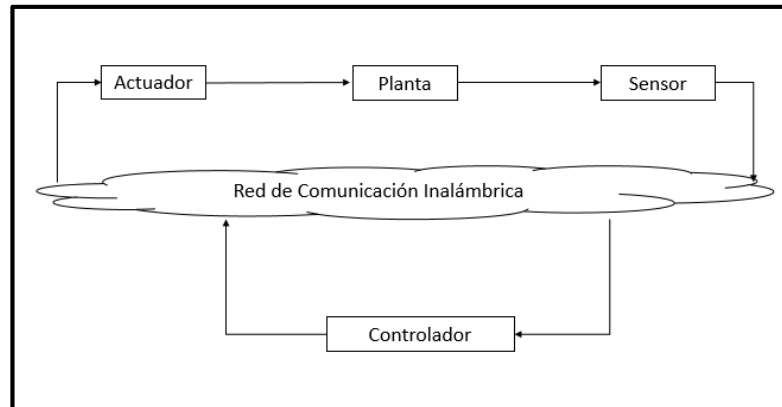 Actuador
Planta
Sensor
Red de Comunicación Inalámbrica
Controlador